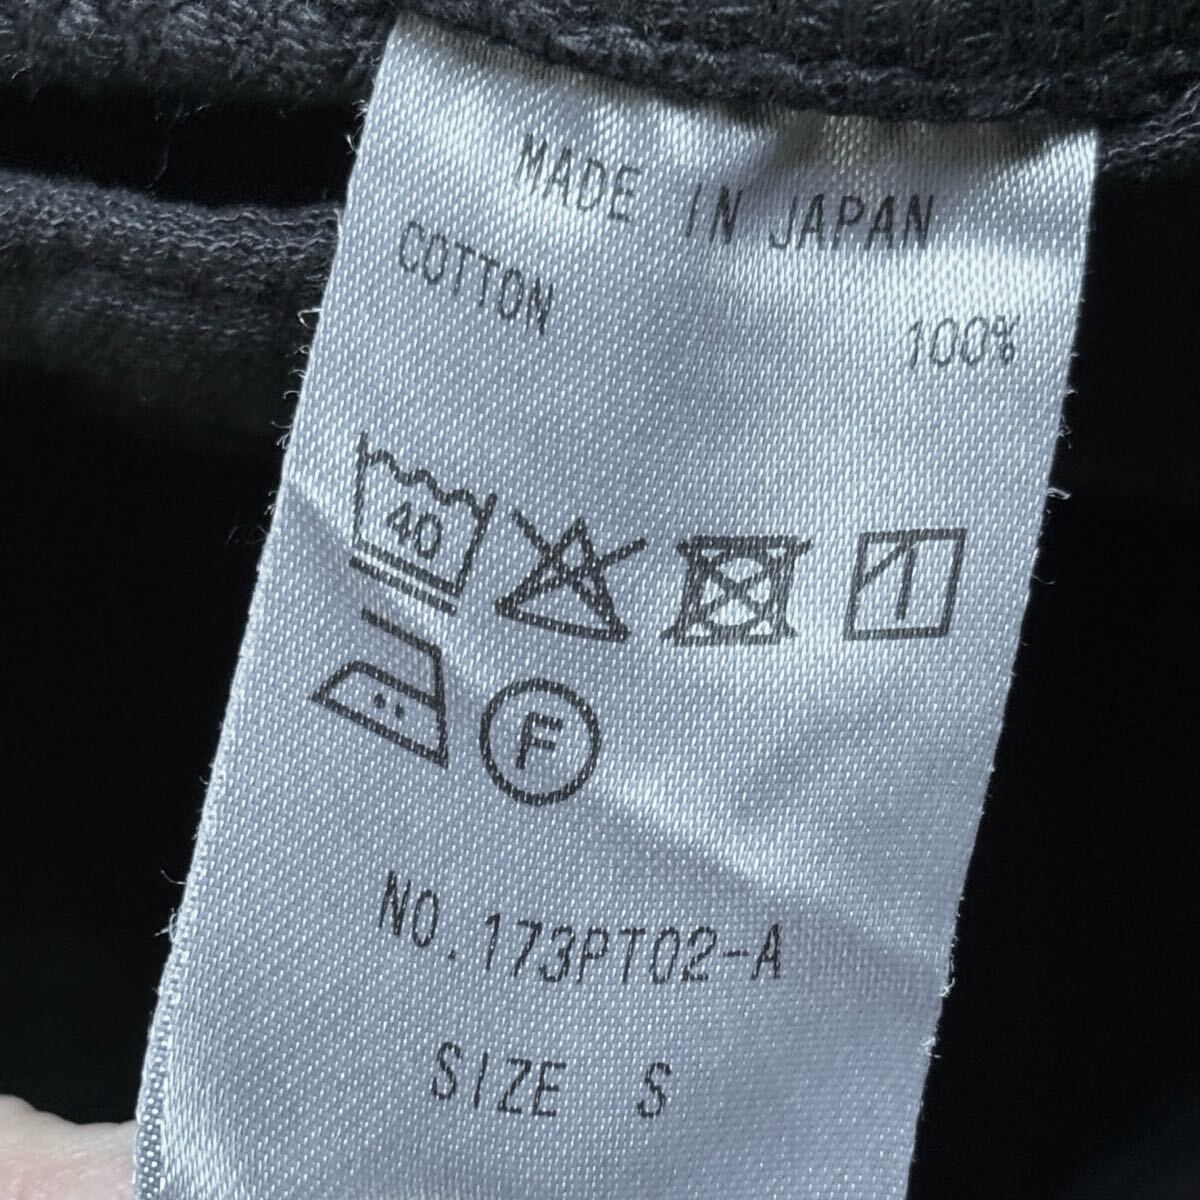 MADE IN JAPAN
COTTON 100%
40
F
NO.173PT02-A
SIZE S